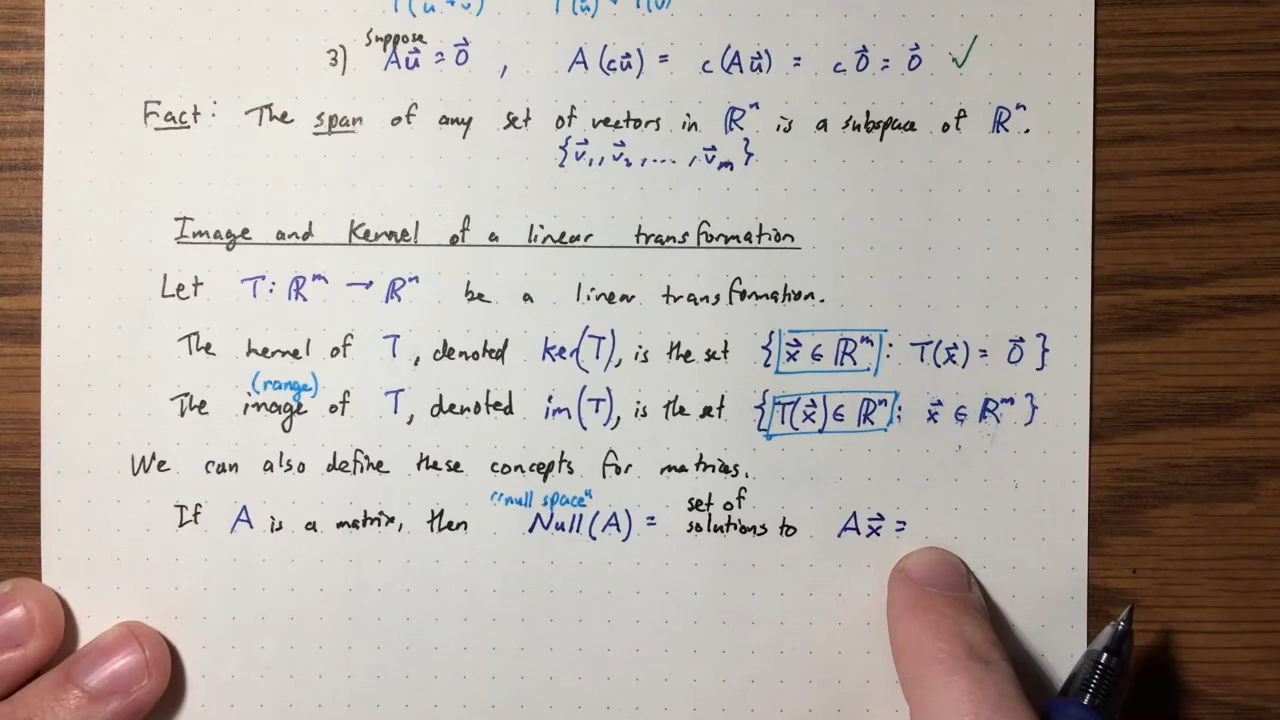 T(u + v) T(u⃗) + T(v)
Suppose
3) Au⃗ = 0⃗ , A(cu⃗) = c(Au⃗) = c0⃗ = 0⃗ ✓
Fact: The span of any set of vectors in ℝⁿ is a subspace of ℝⁿ.
{v⃗₁, v⃗₂, ..., v⃗ₘ}
Image and Kernel of a linear transformation
Let T: ℝᵐ → ℝⁿ be a linear transformation.
The kernel of T, denoted ker(T), is the set {x⃗ ∈ ℝᵐ : T(x⃗) = 0⃗}
(range)
The image of T, denoted im(T), is the set {T(x⃗) ∈ ℝⁿ : x⃗ ∈ ℝᵐ}
We can also define these concepts for matrices.
"null space" set of
If A is a matrix, then Null(A) = solutions to Ax⃗ =